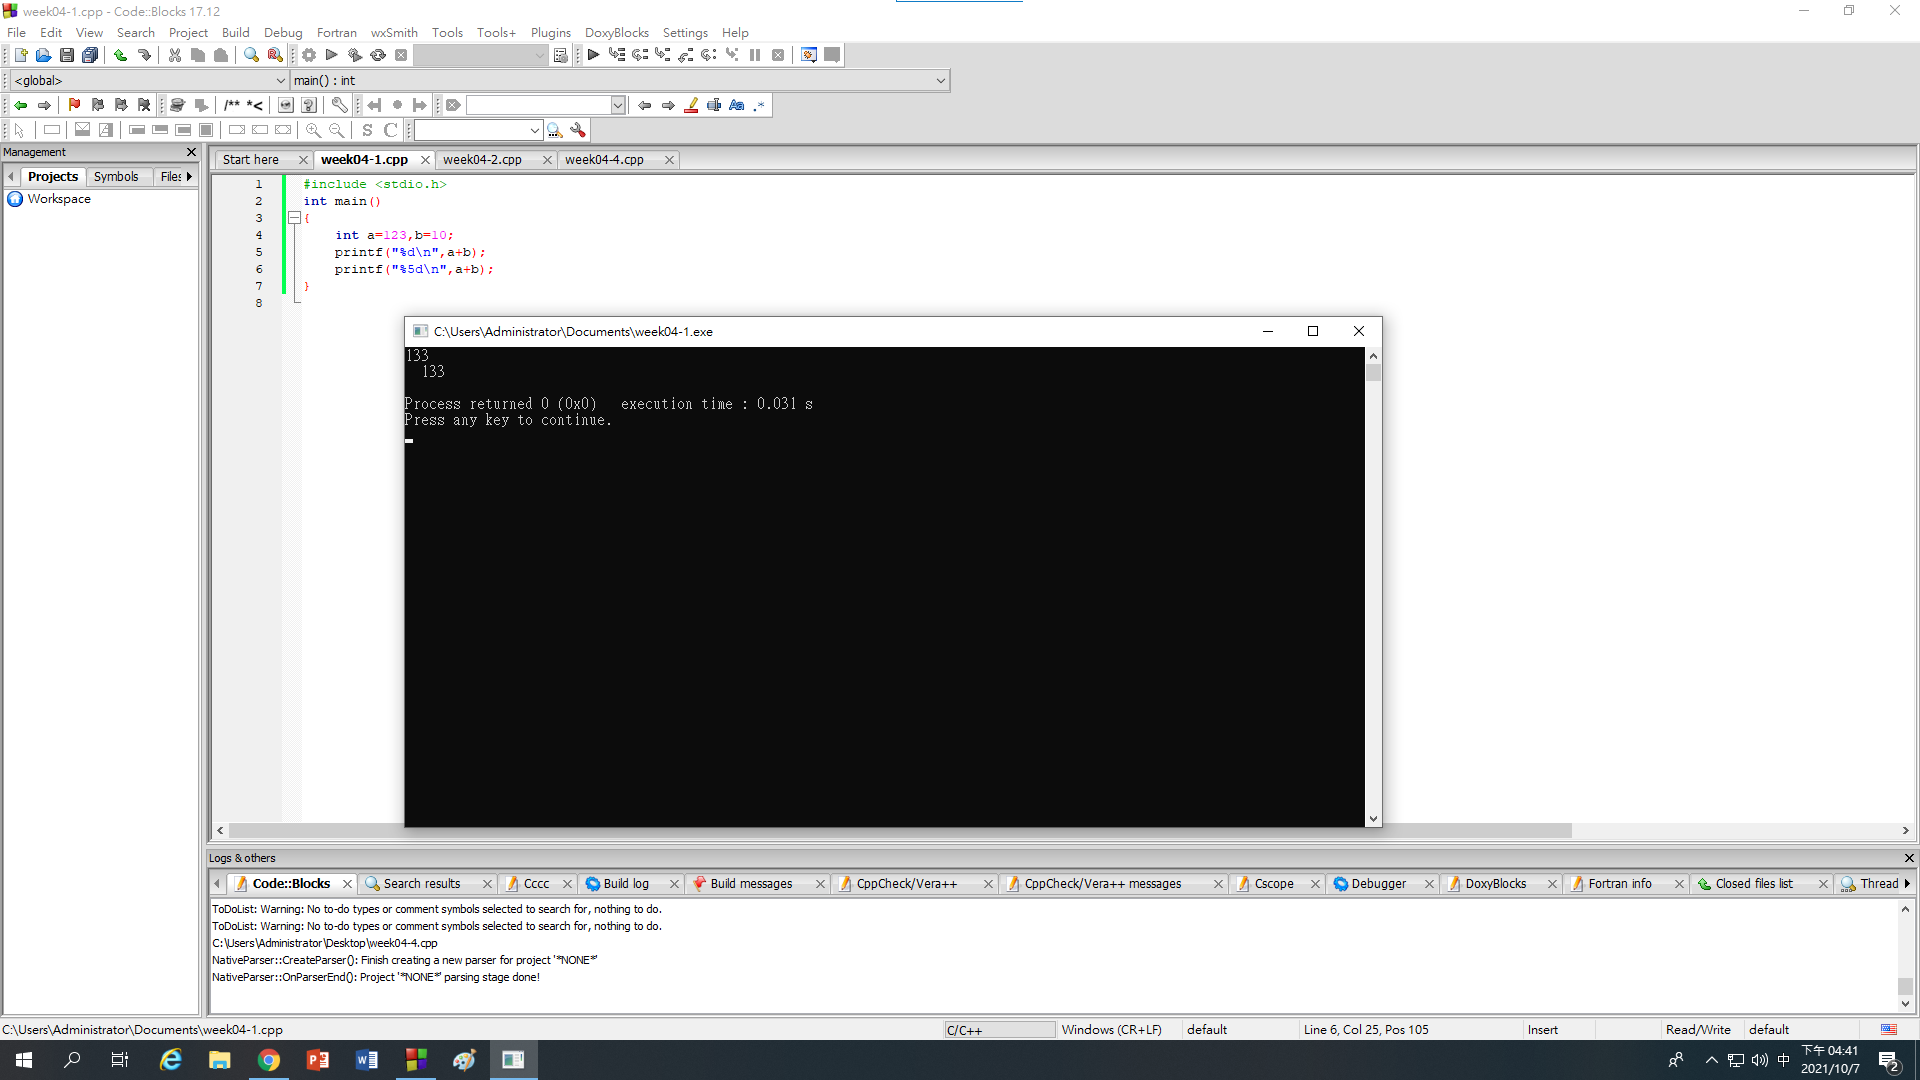 week04-1.cpp - Code::Blocks 17.12
File Edit View Search Project Build Debug Fortran wxSmith Tools Tools+ Plugins DoxyBlocks Settings Help
<global> main() : int
/** *<
Aa .*
S C
Management
Start here week04-1.cpp week04-2.cpp week04-4.cpp
Projects Symbols Files
Workspace
1 #include <stdio.h>
2 int main()
3 {
4 int a=123,b=10;
5 printf("%d\n",a+b);
6 printf("%5d\n",a+b);
7 }
8
C:\Users\Administrator\Documents\week04-1.exe
133
  133
Process returned 0 (0x0)   execution time : 0.031 s
Press any key to continue.
Logs & others
Code::Blocks Search results Cccc Build log Build messages CppCheck/Vera++ CppCheck/Vera++ messages Cscope Debugger DoxyBlocks Fortran info Closed files list Thread
ToDoList: Warning: No to-do types or comment symbols selected to search for, nothing to do.
ToDoList: Warning: No to-do types or comment symbols selected to search for, nothing to do.
C:\Users\Administrator\Desktop\week04-4.cpp
NativeParser::CreateParser(): Finish creating a new parser for project '*NONE*'
NativeParser::OnParserEnd(): Project '*NONE*' parsing stage done!
C:\Users\Administrator\Documents\week04-1.cpp C/C++ Windows (CR+LF) default Line 6, Col 25, Pos 105 Insert Read/Write default
中 下午 04:41
2021/10/7
2